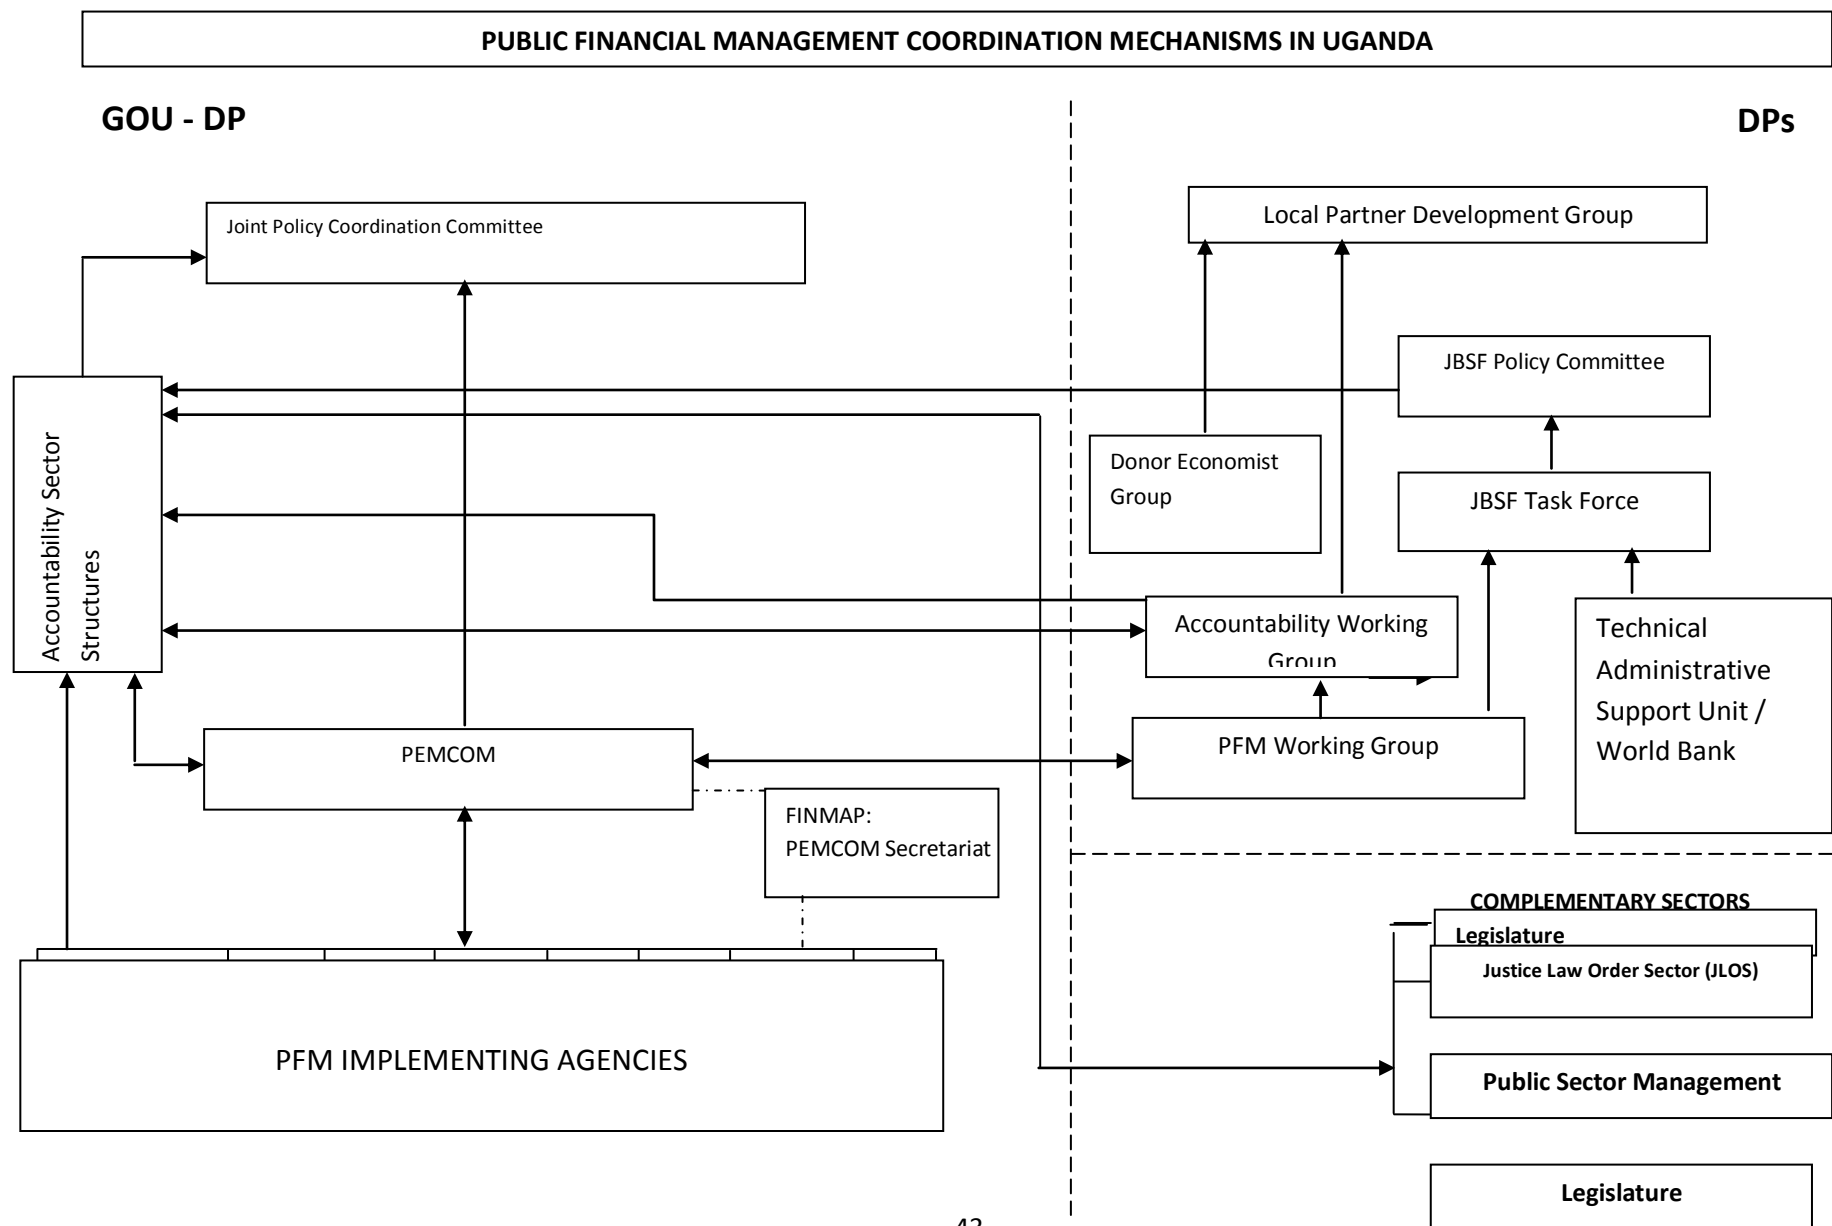 PUBLIC FINANCIAL MANAGEMENT COORDINATION MECHANISMS IN UGANDA
GOU - DP
DPs
Joint Policy Coordination Committee
Local Partner Development Group
JBSF Policy Committee
Accountability Sector
Structures
Donor Economist
Group
JBSF Task Force
Accountability Working
Group
Technical
Administrative
Support Unit /
World Bank
PEMCOM
PFM Working Group
FINMAP:
PEMCOM Secretariat
COMPLEMENTARY SECTORS
Legislature
Justice Law Order Sector (JLOS)
PFM IMPLEMENTING AGENCIES
Public Sector Management
Legislature